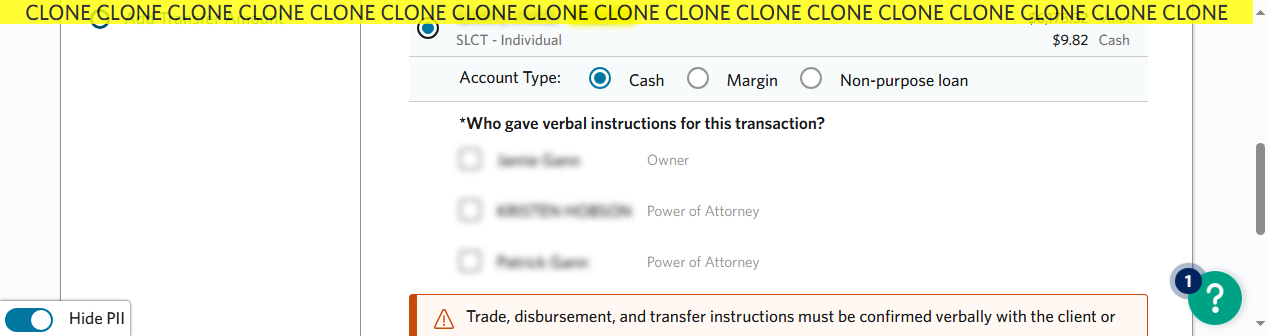 CLONE CLONE CLONE CLONE CLONE CLONE CLONE CLONE CLONE CLONE CLONE CLONE CLONE CLONE CLONE CLONE CLONE
SLCT - Individual
$9.82 Cash
Account Type: Cash Margin Non-purpose loan
*Who gave verbal instructions for this transaction?
Owner
Power of Attorney
Power of Attorney
1
?
Trade, disbursement, and transfer instructions must be confirmed verbally with the client or
Hide PII